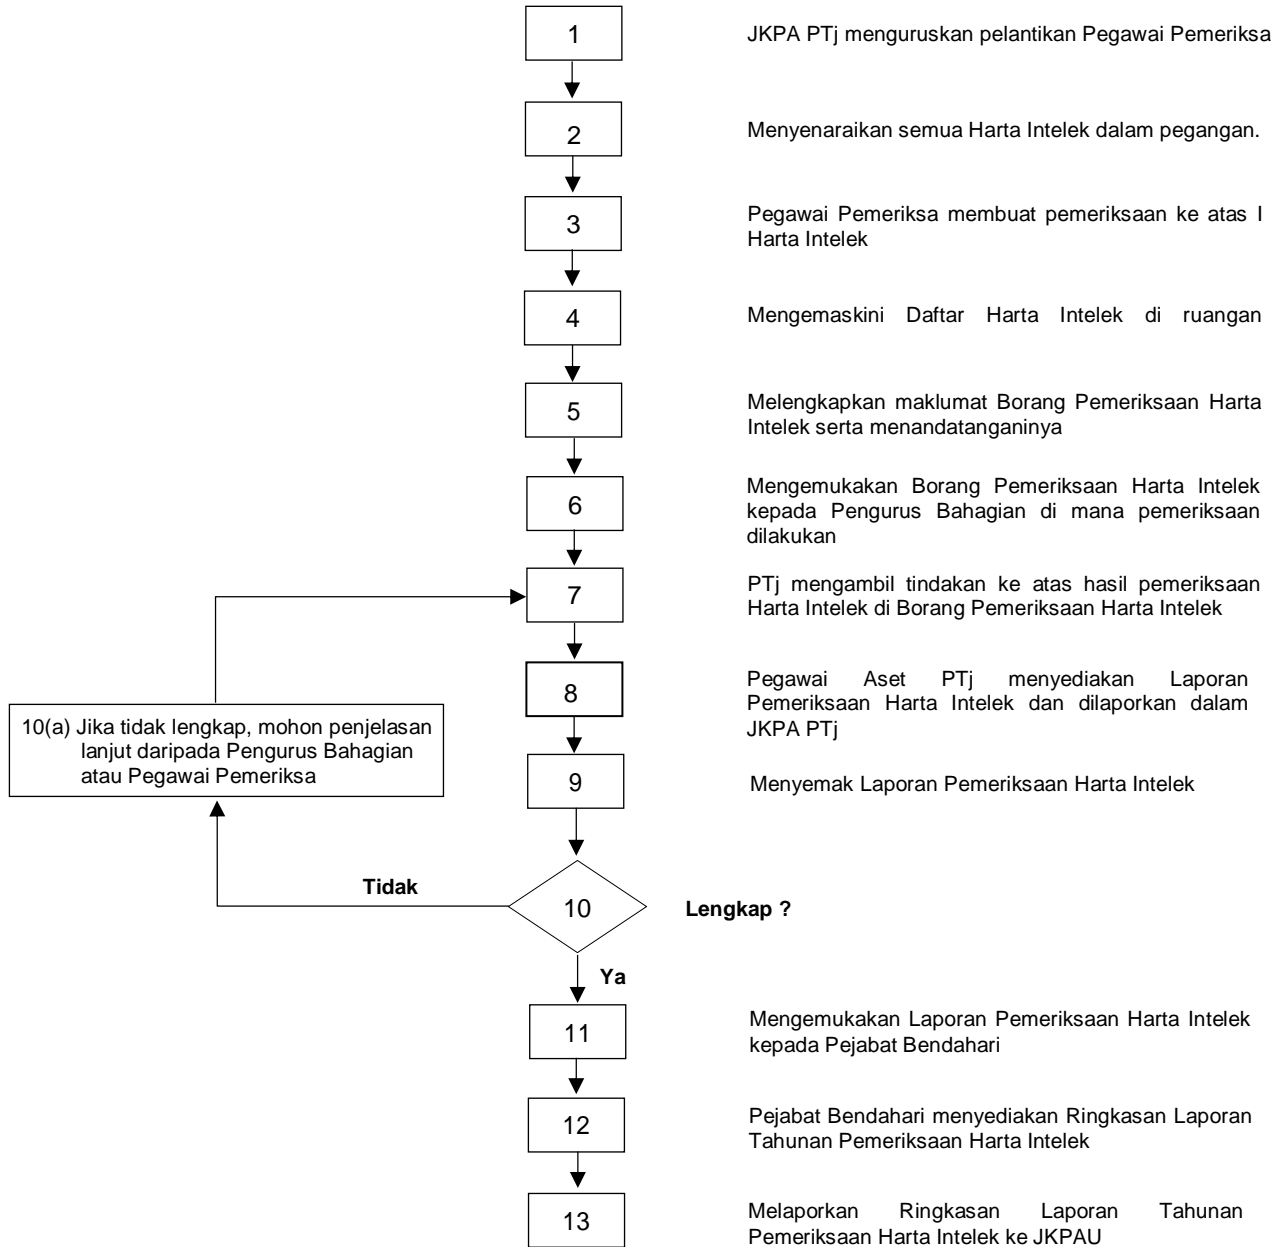 1
JKPA PTj menguruskan pelantikan Pegawai Pemeriksa
2
Menyenaraikan semua Harta Intelek dalam pegangan.
3
Pegawai Pemeriksa membuat pemeriksaan ke atas I
Harta Intelek
4
Mengemaskini Daftar Harta Intelek di ruangan
5
Melengkapkan maklumat Borang Pemeriksaan Harta
Intelek serta menandatanganinya
6
Mengemukakan Borang Pemeriksaan Harta Intelek
kepada Pengurus Bahagian di mana pemeriksaan
dilakukan
7
PTj mengambil tindakan ke atas hasil pemeriksaan
Harta Intelek di Borang Pemeriksaan Harta Intelek
8
Pegawai Aset PTj menyediakan Laporan
Pemeriksaan Harta Intelek dan dilaporkan dalam
JKPA PTj
10(a) Jika tidak lengkap, mohon penjelasan
lanjut daripada Pengurus Bahagian
atau Pegawai Pemeriksa
9
Menyemak Laporan Pemeriksaan Harta Intelek
Tidak
10
Lengkap ?
Ya
11
Mengemukakan Laporan Pemeriksaan Harta Intelek
kepada Pejabat Bendahari
12
Pejabat Bendahari menyediakan Ringkasan Laporan
Tahunan Pemeriksaan Harta Intelek
13
Melaporkan Ringkasan Laporan Tahunan
Pemeriksaan Harta Intelek ke JKPAU